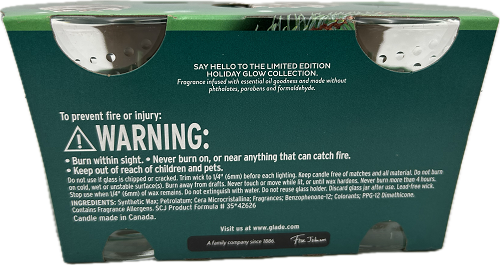 SAY HELLO TO THE LIMITED EDITION
HOLIDAY GLOW COLLECTION.
Fragrance infused with essential oil goodness and made without
phthalates, parabens and formaldehyde.
To prevent fire or injury:
WARNING:
• Burn within sight. • Never burn on, or near anything that can catch fire.
• Keep out of reach of children and pets.
Do not use if glass is chipped or cracked. Trim wick to 1/4" (6mm) before each lighting. Keep candle free of matches and all material. Do not burn
on cold, wet or unstable surface(s). Burn away from drafts. Never touch or move while lit, or until wax hardens. Never burn more than 4 hours.
Stop use when 1/4" (6mm) of wax remains. Do not extinguish with water. Do not reuse glass holder. Discard glass jar after use. Lead-free wick.
INGREDIENTS: Synthetic Wax; Petrolatum; Cera Microcristallina; Fragrances; Benzophenone-12; Colorants; PPG-12 Dimethicone.
Contains Fragrance Allergens. SCJ Product Formula # 35*42626
Candle made in Canada.
Visit us at www.glade.com
A family company since 1886.
Fisk Johnson